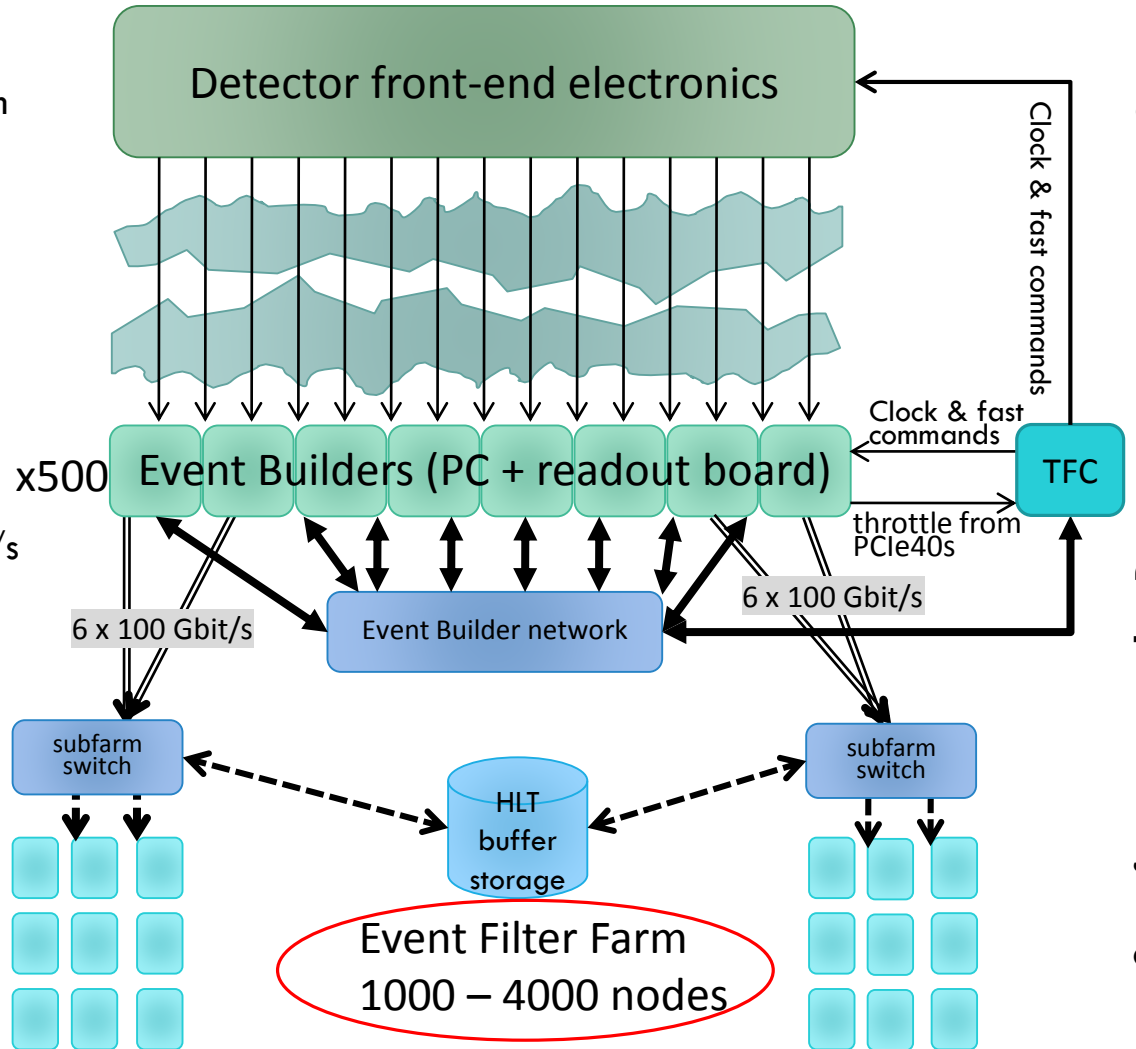 Detector front-end electronics
Clock & fast commands
Clock & fast
commands
x500
Event Builders (PC + readout board)
TFC
throttle from
PCIe40s
/s
6 x 100 Gbit/s
6 x 100 Gbit/s
Event Builder network
subfarm
switch
subfarm
switch
HLT
buffer
storage
Event Filter Farm
1000 – 4000 nodes